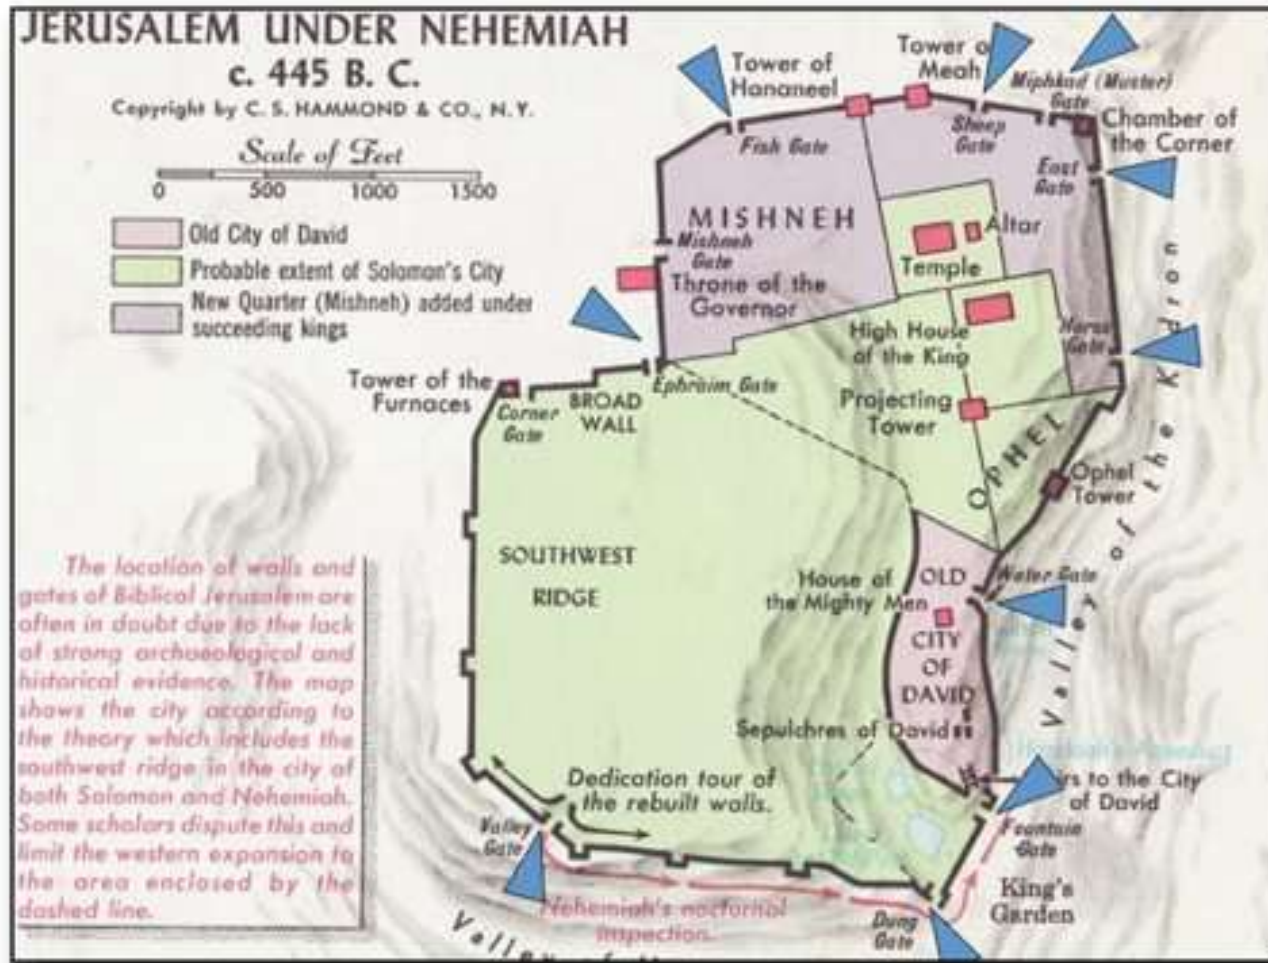 JERUSALEM UNDER NEHEMIAH
c. 445 B. C.
Copyright by C. S. HAMMOND & CO., N. Y.
Scale of Feet
0 500 1000 1500
Old City of David
Probable extent of Solomon's City
New Quarter (Mishneh) added under
succeeding kings
Tower of
Hananeel
Tower o
Meah
Miphkad (Muster)
Gate
Chamber of
the Corner
Fish Gate
Sheep
Gate
East
Gate
MISHNEH
Mishneh
Gate
Throne of the
Governor
Altar
Temple
High House
of the King
Horse
Gate
Tower of the
Furnaces
Corner
Gate
BROAD
WALL
Ephraim Gate
Projecting
Tower
OPHEL
Ophel
Tower
Valley of the Kidron
SOUTHWEST
RIDGE
House of
the Mighty Men
OLD
CITY
OF
DAVID
Water Gate
Sepulchres of David
The location of walls and
gates of Biblical Jerusalem are
often in doubt due to the lack
of strong archaeological and
historical evidence. The map
shows the city according to
the theory which includes the
southwest ridge in the city of
both Solomon and Nehemiah.
Some scholars dispute this and
limit the western expansion to
the area enclosed by the
dashed line.
Dedication tour of
the rebuilt walls.
irs to the City
of David
Valley
Gate
Fountain
Gate
King's
Garden
Nehemiah's nocturnal
inspection.
Dung
Gate
Valley of